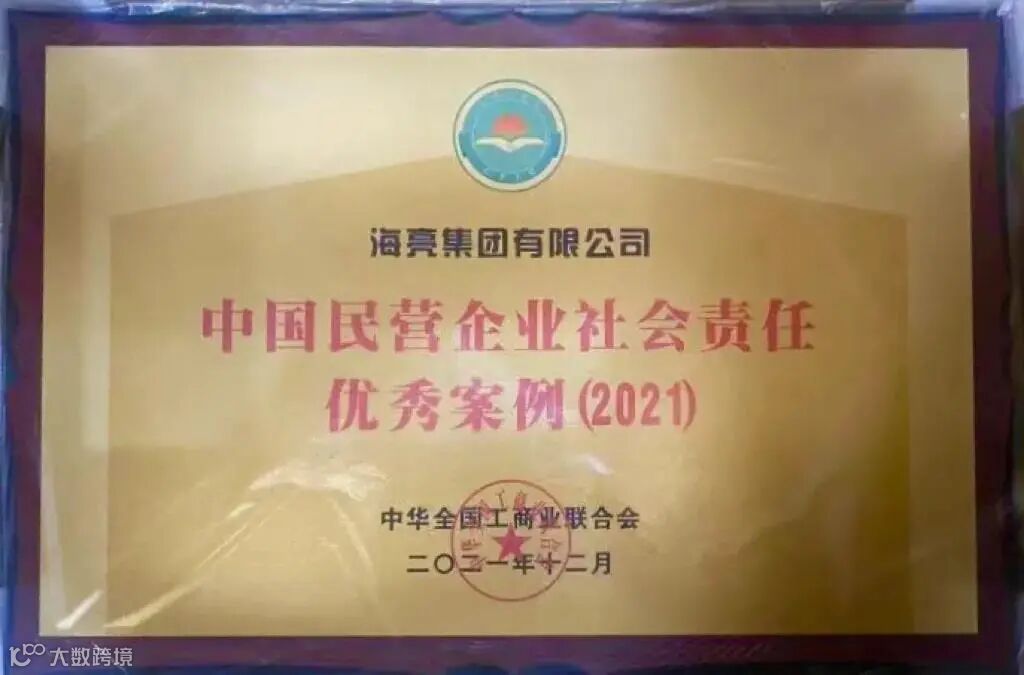 海亮集团有限公司
中国民营企业社会责任
优秀案例(2021)
中华全国工商业联合会
二〇二一年十二月
大数跨境